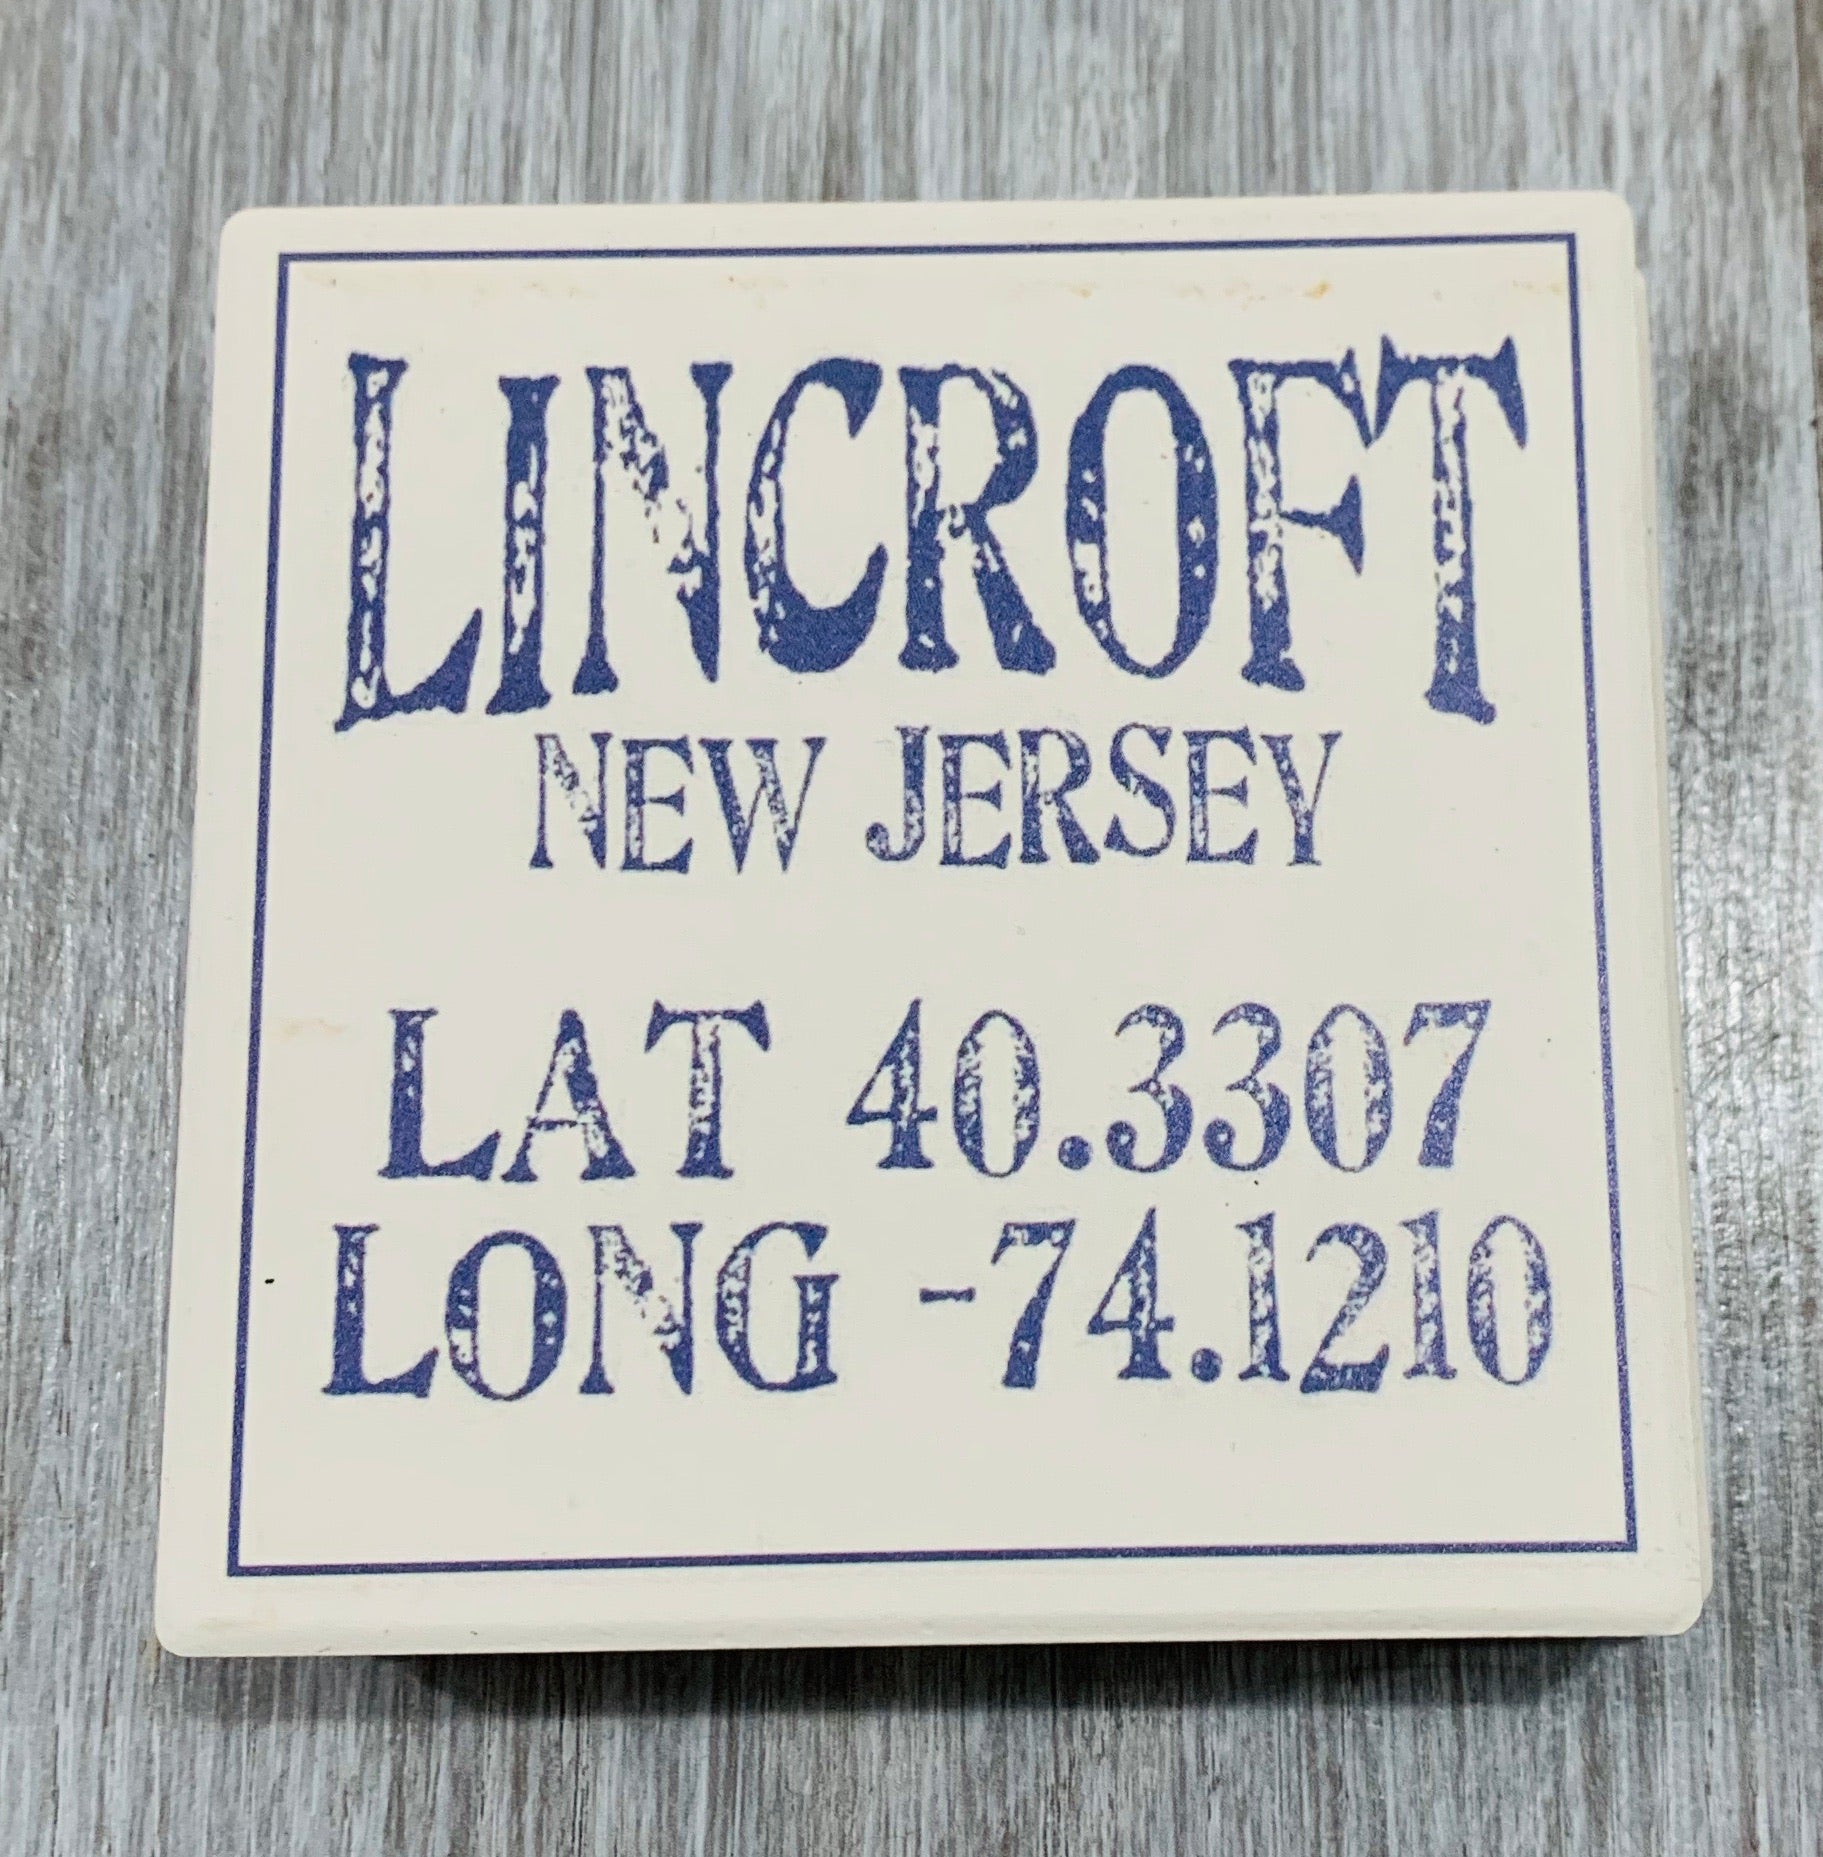 LINCROFT
NEW JERSEY
LAT 40.3307
LONG -74.1210